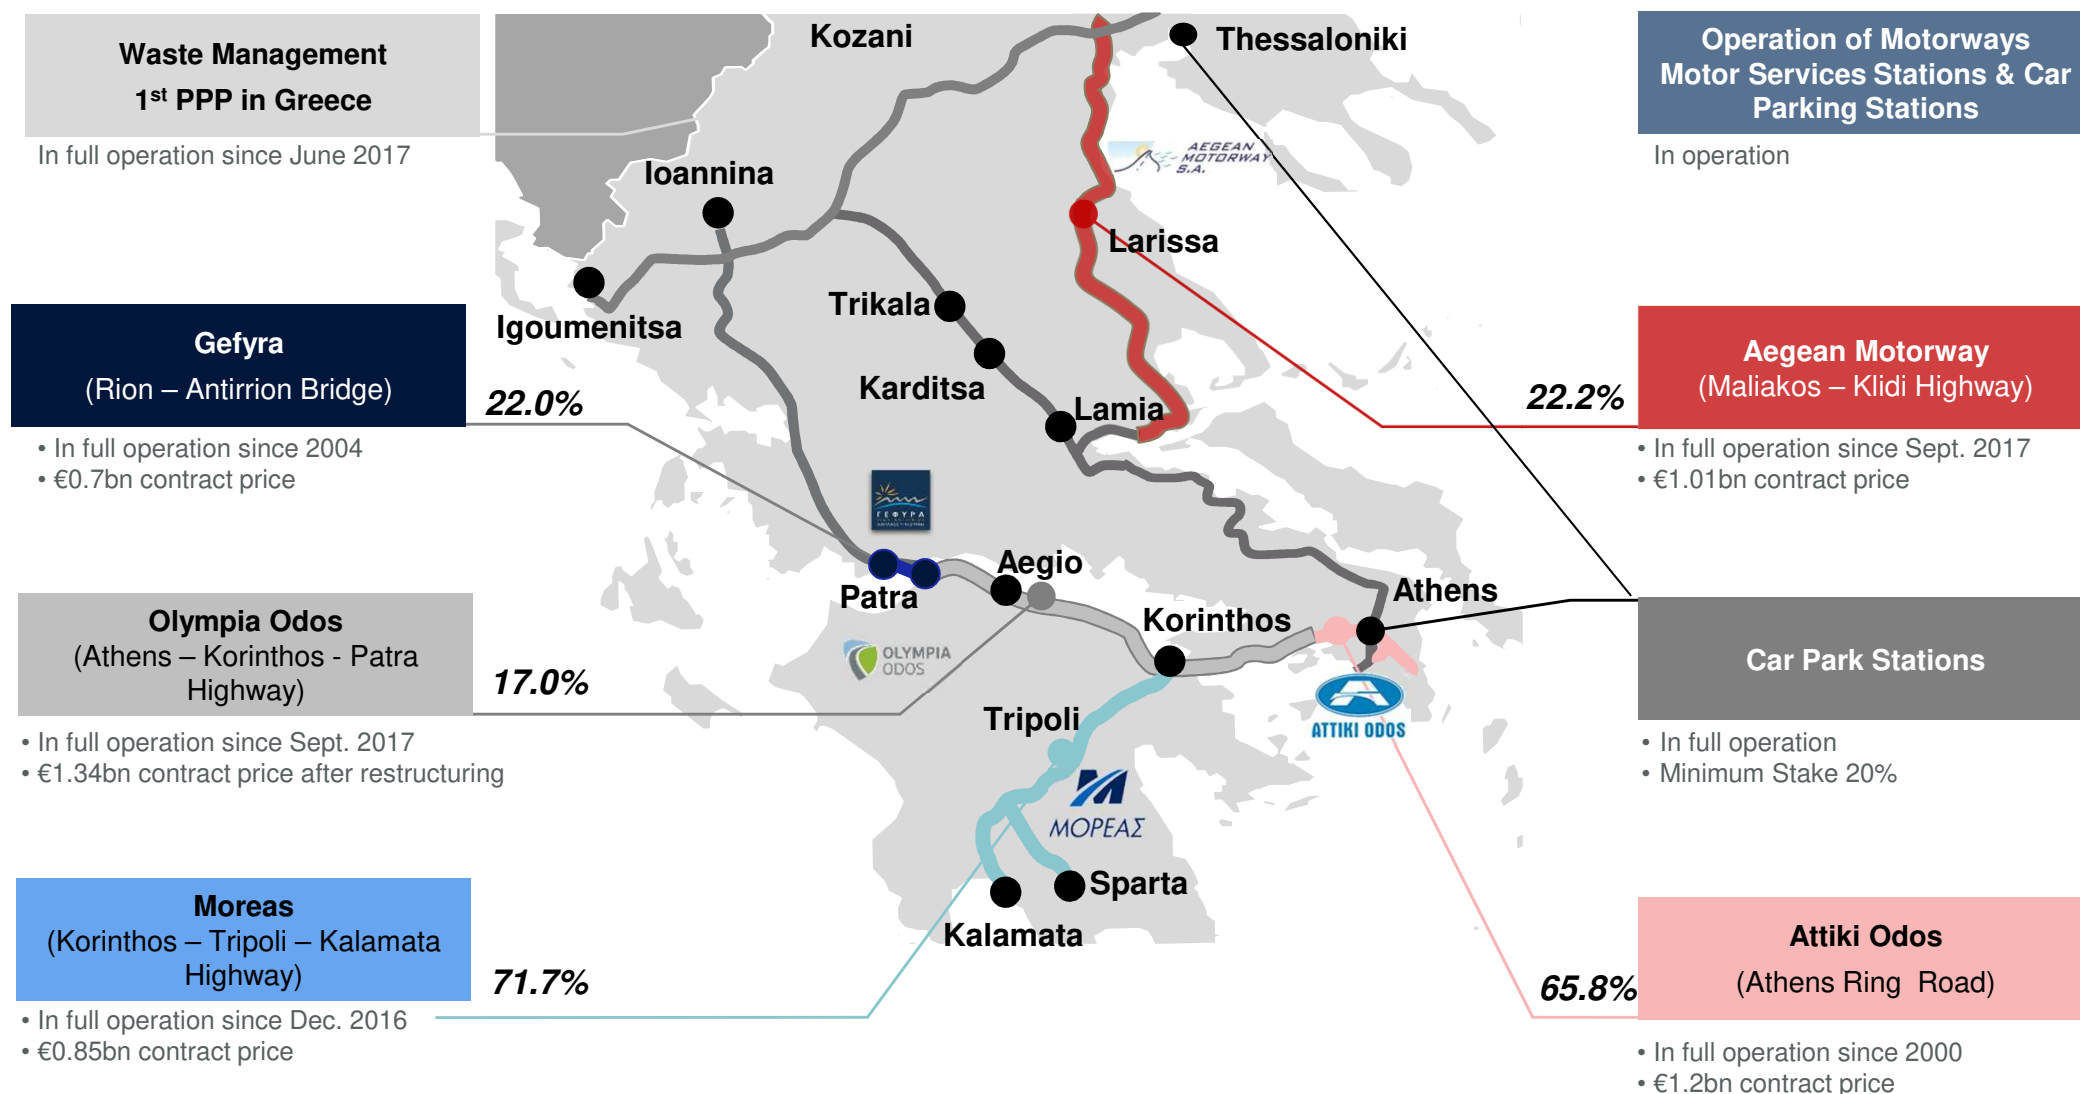 Waste Management
1st PPP in Greece
In full operation since June 2017
Gefyra
(Rion – Antirrion Bridge)
22.0%
• In full operation since 2004
• €0.7bn contract price
Olympia Odos
(Athens – Korinthos - Patra
Highway)
17.0%
• In full operation since Sept. 2017
• €1.34bn contract price after restructuring
Moreas
(Korinthos – Tripoli – Kalamata
Highway)
71.7%
• In full operation since Dec. 2016
• €0.85bn contract price
Kozani
Thessaloniki
AEGEAN
MOTORWAY
S.A.
Ioannina
Larissa
Igoumenitsa
Trikala
Karditsa
Lamia
ΓΕΦΥΡΑ
Aegio
Patra
Athens
Korinthos
OLYMPIA
ODOS
Tripoli
ATTIKI ODOS
ΜΟΡΕΑΣ
Sparta
Kalamata
Operation of Motorways
Motor Services Stations & Car
Parking Stations
In operation
Aegean Motorway
(Maliakos – Klidi Highway)
22.2%
• In full operation since Sept. 2017
• €1.01bn contract price
Car Park Stations
• In full operation
• Minimum Stake 20%
Attiki Odos
(Athens Ring Road)
65.8%
• In full operation since 2000
• €1.2bn contract price